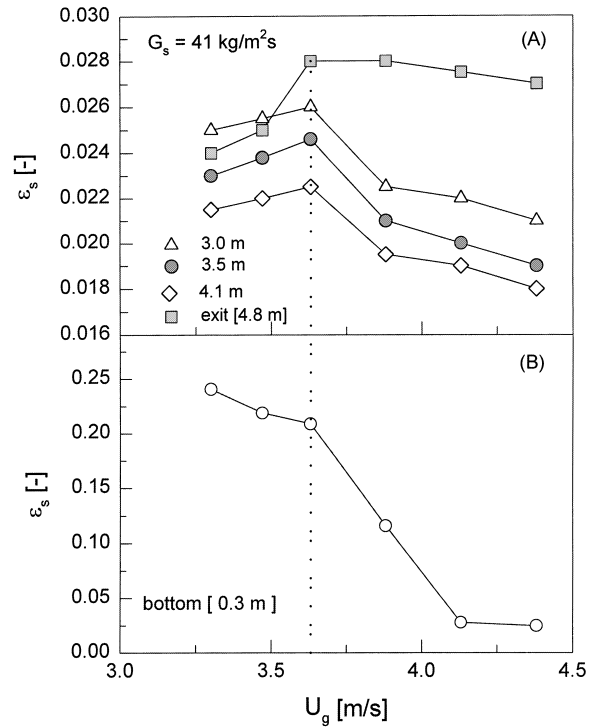 0.030
0.028
0.026
0.024
0.022
0.020
0.018
0.016
εs [-]
Gs = 41 kg/m²s
(A)
3.0 m
3.5 m
4.1 m
exit [4.8 m]
(B)
0.25
0.20
0.15
0.10
0.05
0.00
εs [-]
bottom [ 0.3 m ]
3.0 3.5 4.0 4.5
Ug [m/s]